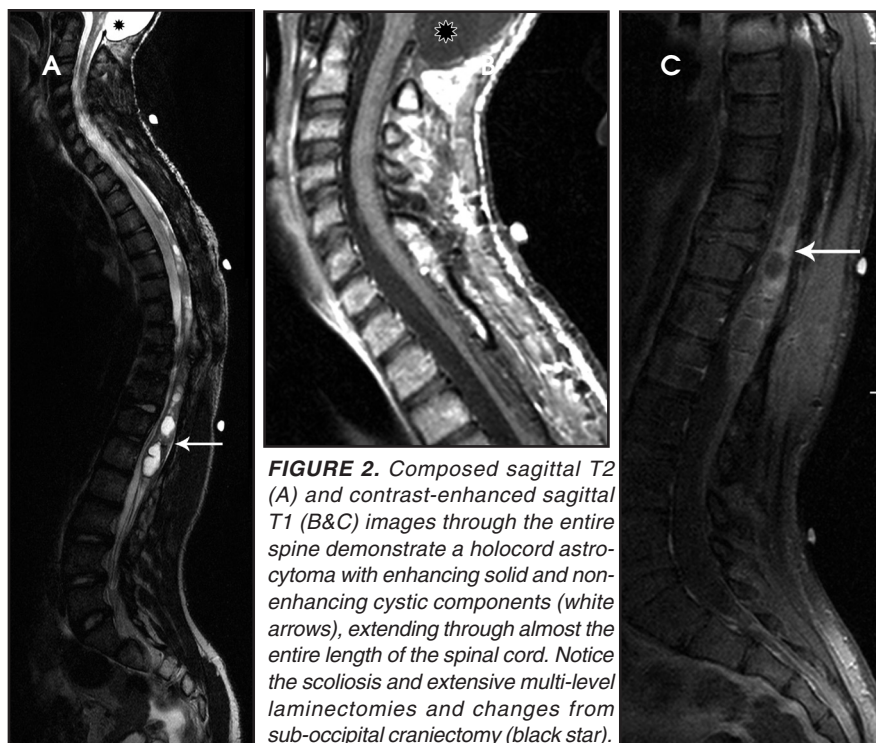 A
B
C
FIGURE 2. Composed sagittal T2
(A) and contrast-enhanced sagittal
T1 (B&C) images through the entire
spine demonstrate a holocord astro-
cytoma with enhancing solid and non-
enhancing cystic components (white
arrows), extending through almost the
entire length of the spinal cord. Notice
the scoliosis and extensive multi-level
laminectomies and changes from
sub-occipital craniectomy (black star).